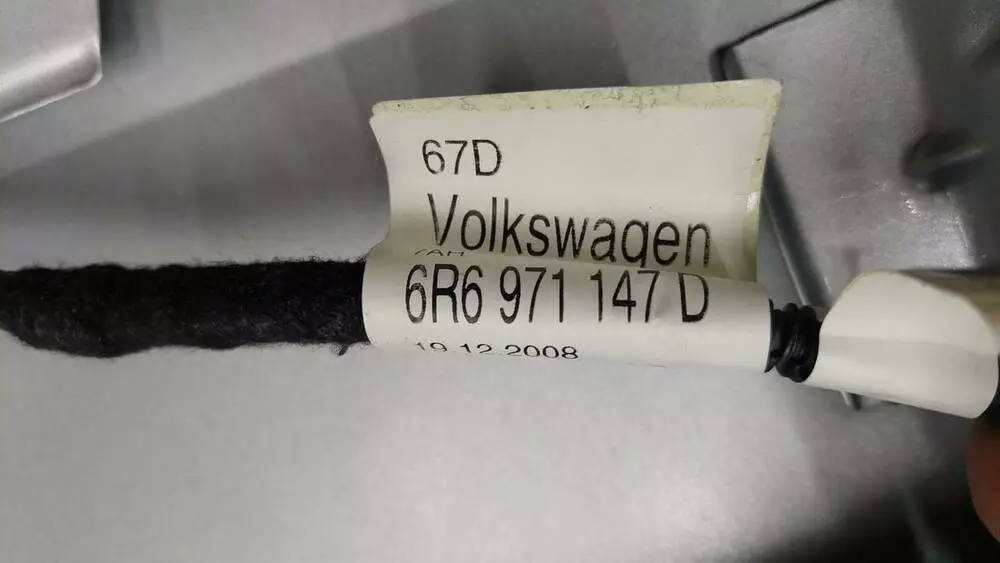 67D
Volkswagen
6R6 971 147 D
19.12.2008